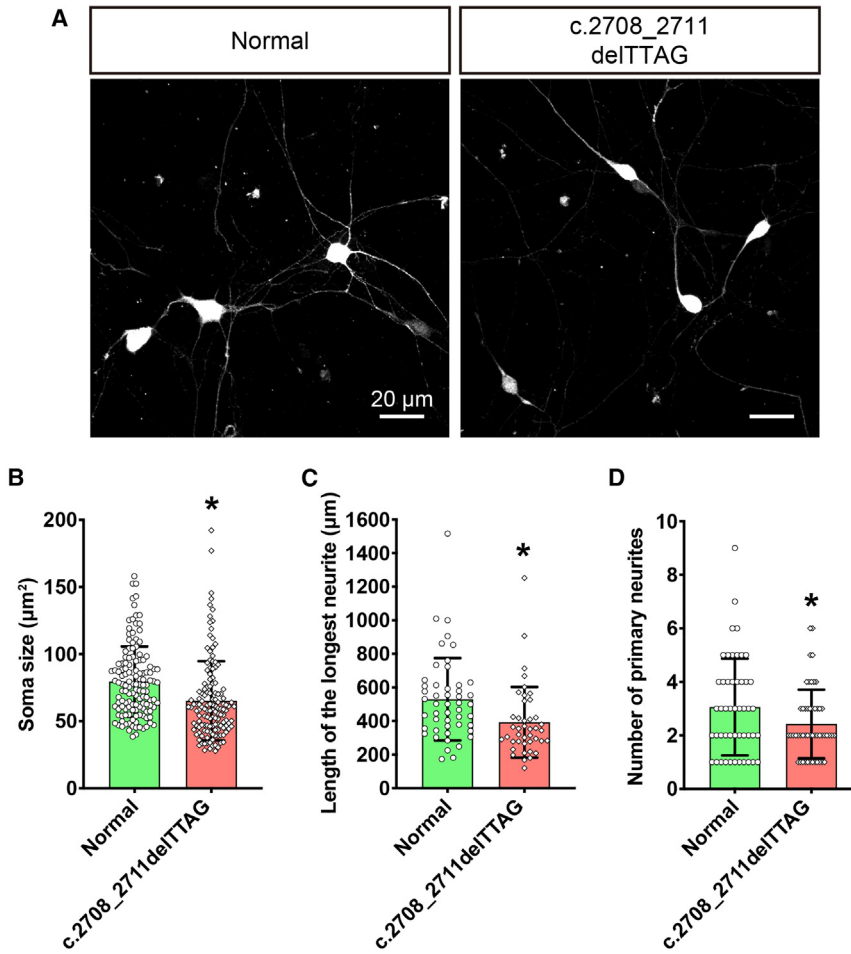 A
Normal
c.2708_2711
delTTAG
20 μm
B
Soma size (μm²)
200
150
100
50
0
*
Normal
c.2708_2711delTTAG
C
Length of the longest neurite (μm)
1600
1400
1200
1000
800
600
400
200
0
*
Normal
c.2708_2711delTTAG
D
Number of primary neurites
10
8
6
4
2
0
*
Normal
c.2708_2711delTTAG